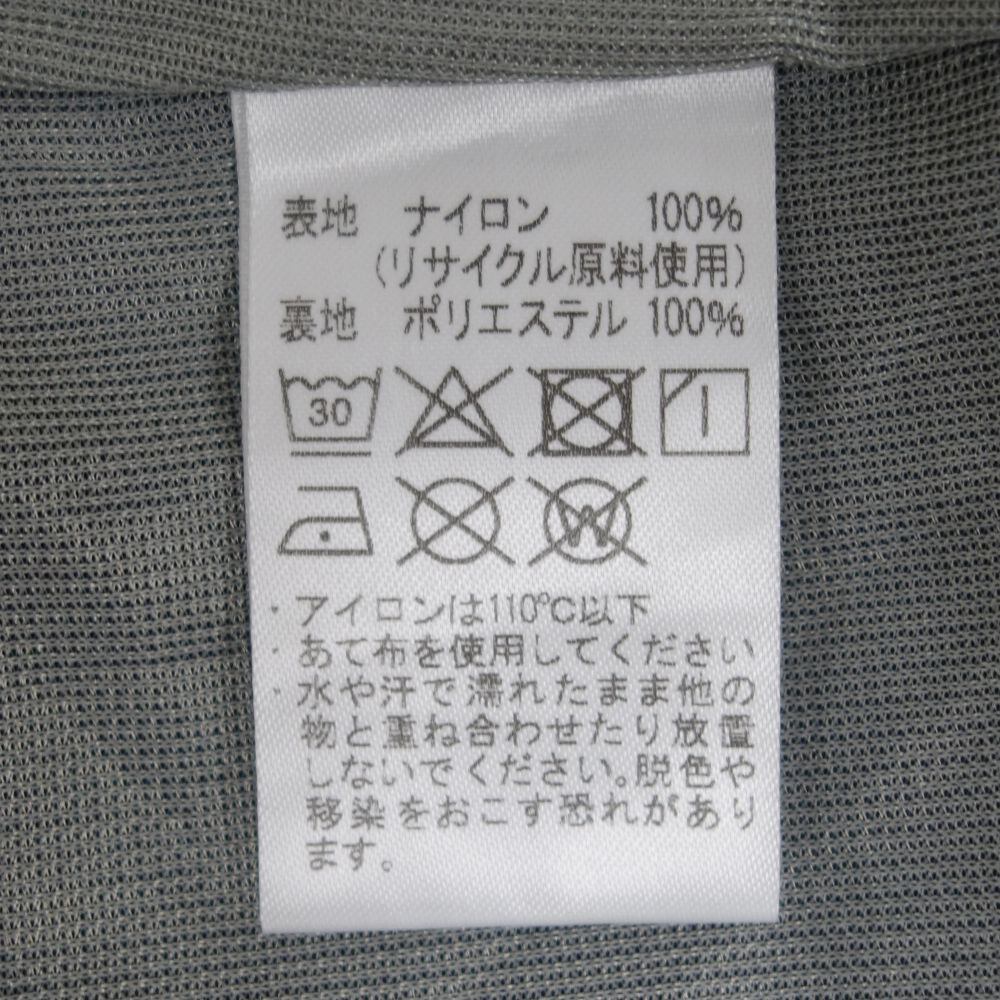 表地 ナイロン 100%
(リサイクル原料使用)
裏地 ポリエステル 100%
30
W
・アイロンは110℃以下
・あて布を使用してください
・水や汗で濡れたまま他の
物と重ね合わせたり放置
しないでください。脱色や
移染をおこす恐れがあり
ます。